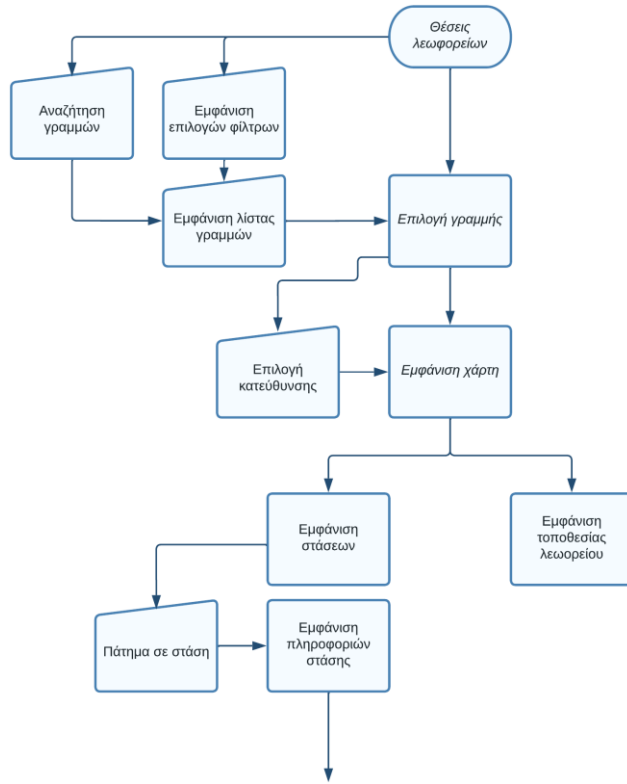 Θέσεις
λεωφορείων
Αναζήτηση
γραμμών
Εμφάνιση
επιλογών φίλτρων
Εμφάνιση λίστας
γραμμών
Επιλογή γραμμής
Επιλογή
κατεύθυνσης
Εμφάνιση χάρτη
Εμφάνιση
στάσεων
Εμφάνιση
τοποθεσίας
λεωορείου
Πάτημα σε στάση
Εμφάνιση
πληροφοριών
στάσης